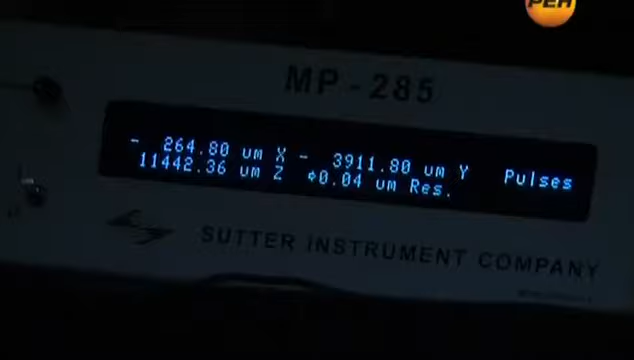 РЕН
MP-285
- 264.80 um X - 3911.80 um Y Pulses
11442.36 um Z ¢0.04 um Res.
SUTTER INSTRUMENT COMPANY